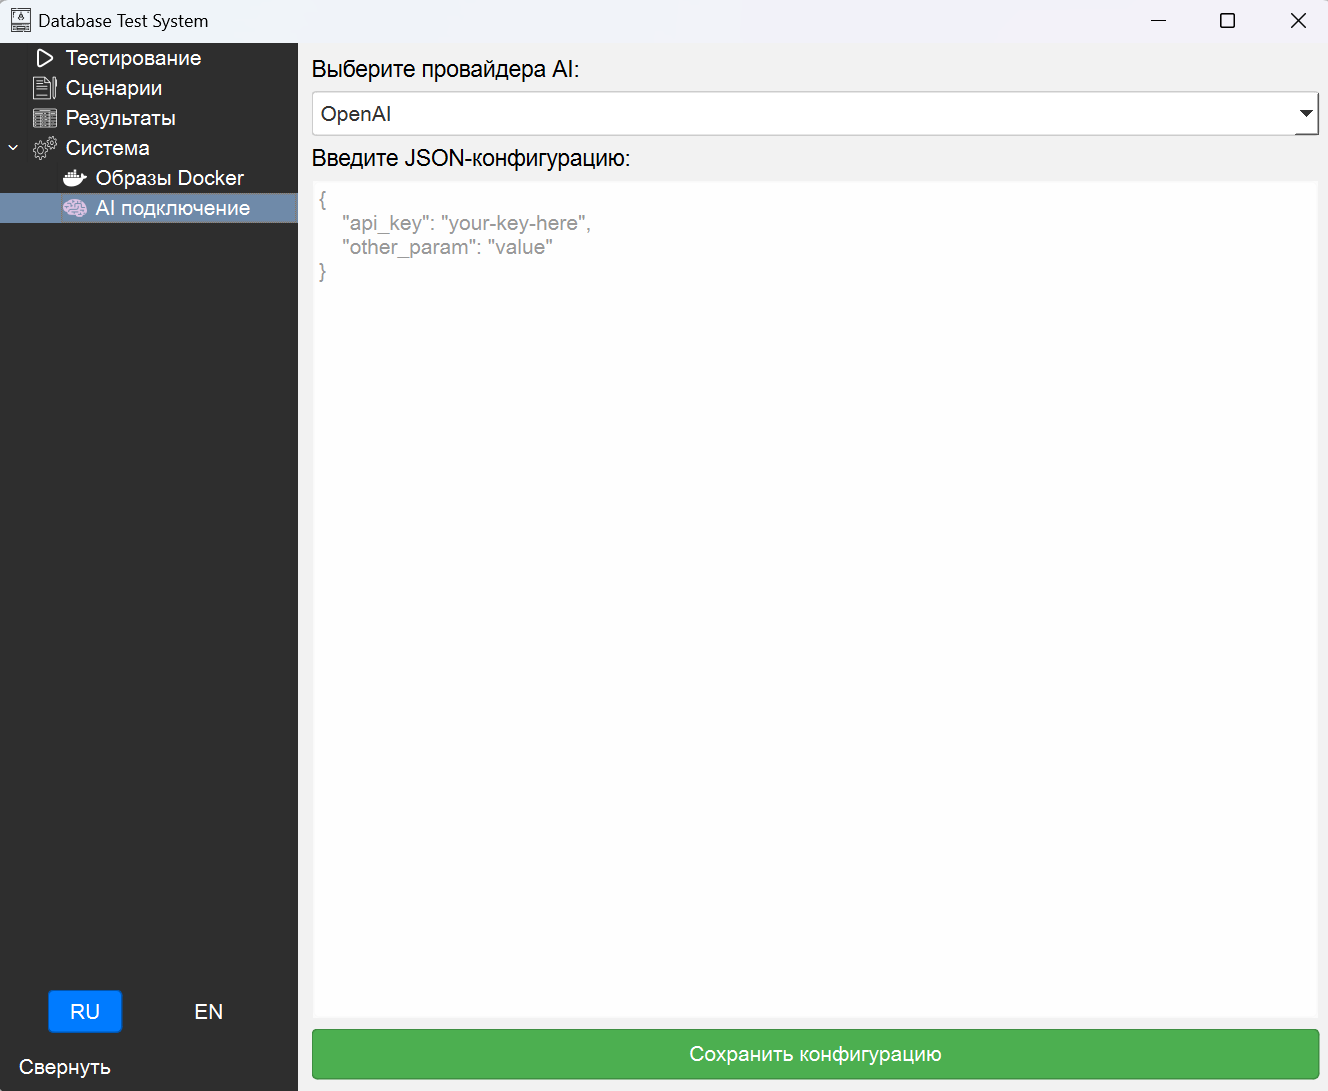 Database Test System
Тестирование
Сценарии
Результаты
Система
Образы Docker
AI подключение
RU
EN
Свернуть
Выберите провайдера AI:
OpenAI
Введите JSON-конфигурацию:
{
"api_key": "your-key-here",
"other_param": "value"
}
Сохранить конфигурацию